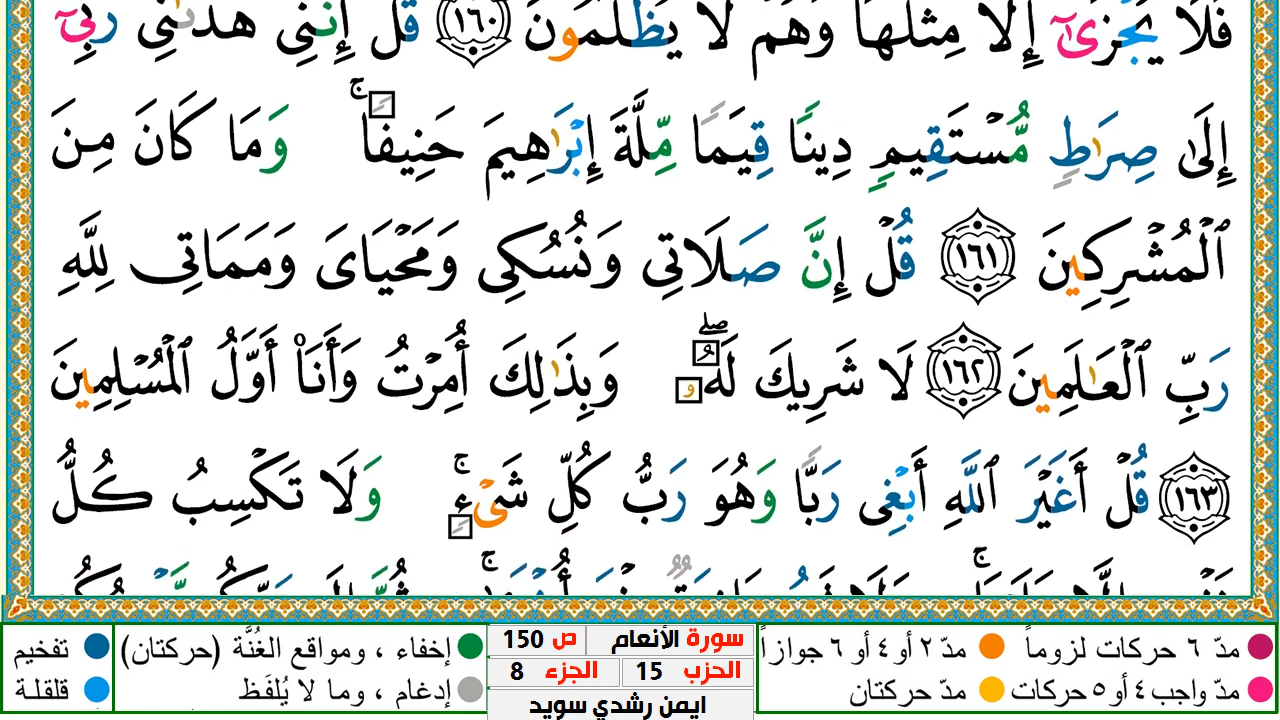 فَلَا يُجْزَىٰٓ إِلَّا مِثْلَهَا وَهُمْ لَا يُظْلَمُونَ ١٦٠ قُلْ إِنَّنِى هَدَىٰنِى رَبِّىٓ
إِلَىٰ صِرَٰطٍ مُّسْتَقِيمٍ دِينًا قِيَمًا مِّلَّةَ إِبْرَٰهِيمَ حَنِيفًاۚ وَمَا كَانَ مِنَ
ٱلْمُشْرِكِينَ ١٦١ قُلْ إِنَّ صَلَاتِى وَنُسُكِى وَمَحْيَاىَ وَمَمَاتِى لِلَّهِ
رَبِّ ٱلْعَٰلَمِينَ ١٦٢ لَا شَرِيكَ لَهُۥۖ وَبِذَٰلِكَ أُمِرْتُ وَأَنَا۠ أَوَّلُ ٱلْمُسْلِمِينَ
١٦٣ قُلْ أَغَيْرَ ٱللَّهِ أَبْغِى رَبًّا وَهُوَ رَبُّ كُلِّ شَىْءٍۚ وَلَا تَكْسِبُ كُلُّ
مدّ ٦ حركات لزوماً مدّ ٢ أو ٤ أو ٦ جوازاً سورة الأنعام ص 150 إخفاء ، ومواقع الغُنَّة (حركتان) تفخيم
مدّ واجب ٤ أو ٥ حركات مدّ حركتان الحزب 15 الجزء 8 إدغام ، وما لا يُلفَظ قلقلة
ايمن رشدي سويد